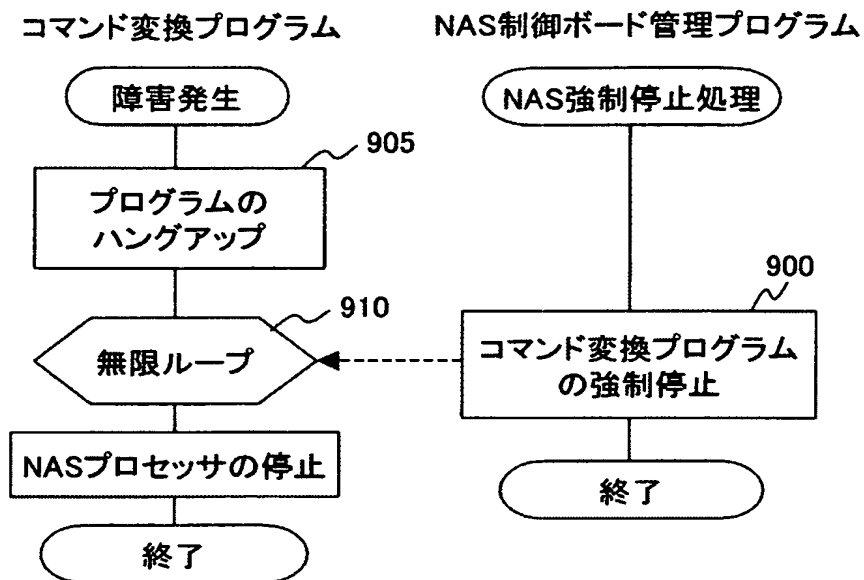 コマンド変換プログラム
障害発生
905
プログラムの
ハングアップ
910
無限ループ
NASプロセッサの停止
終了
NAS制御ボード管理プログラム
NAS強制停止処理
900
コマンド変換プログラム
の強制停止
終了